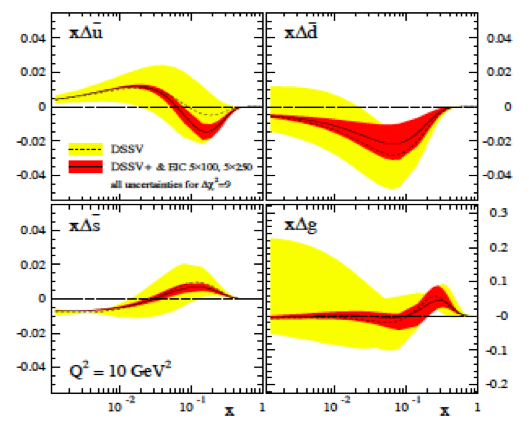 0.04
0.02
0
-0.02
-0.04
xΔū
DSSV
DSSV+ & EIC 5×100, 5×250
all uncertainties for Δχ²=9
xΔd̄
0.04
0.02
0
-0.02
-0.04
0.04
0.02
0
-0.02
-0.04
xΔs̄
Q² = 10 GeV²
xΔg
0.3
0.2
0.1
-0
-0.1
-0.2
10⁻² 10⁻¹ x 1
10⁻² 10⁻¹ x 1